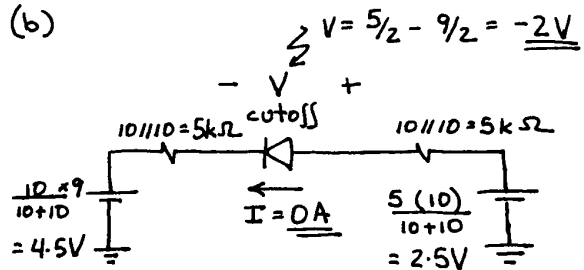 (b)
V = 5/2 - 9/2 = -2V
- V +
cutoff
10//10 = 5kΩ
10//10 = 5kΩ
10 × 9
10+10
= 4.5V
I = 0A
5 (10)
10+10
= 2.5V